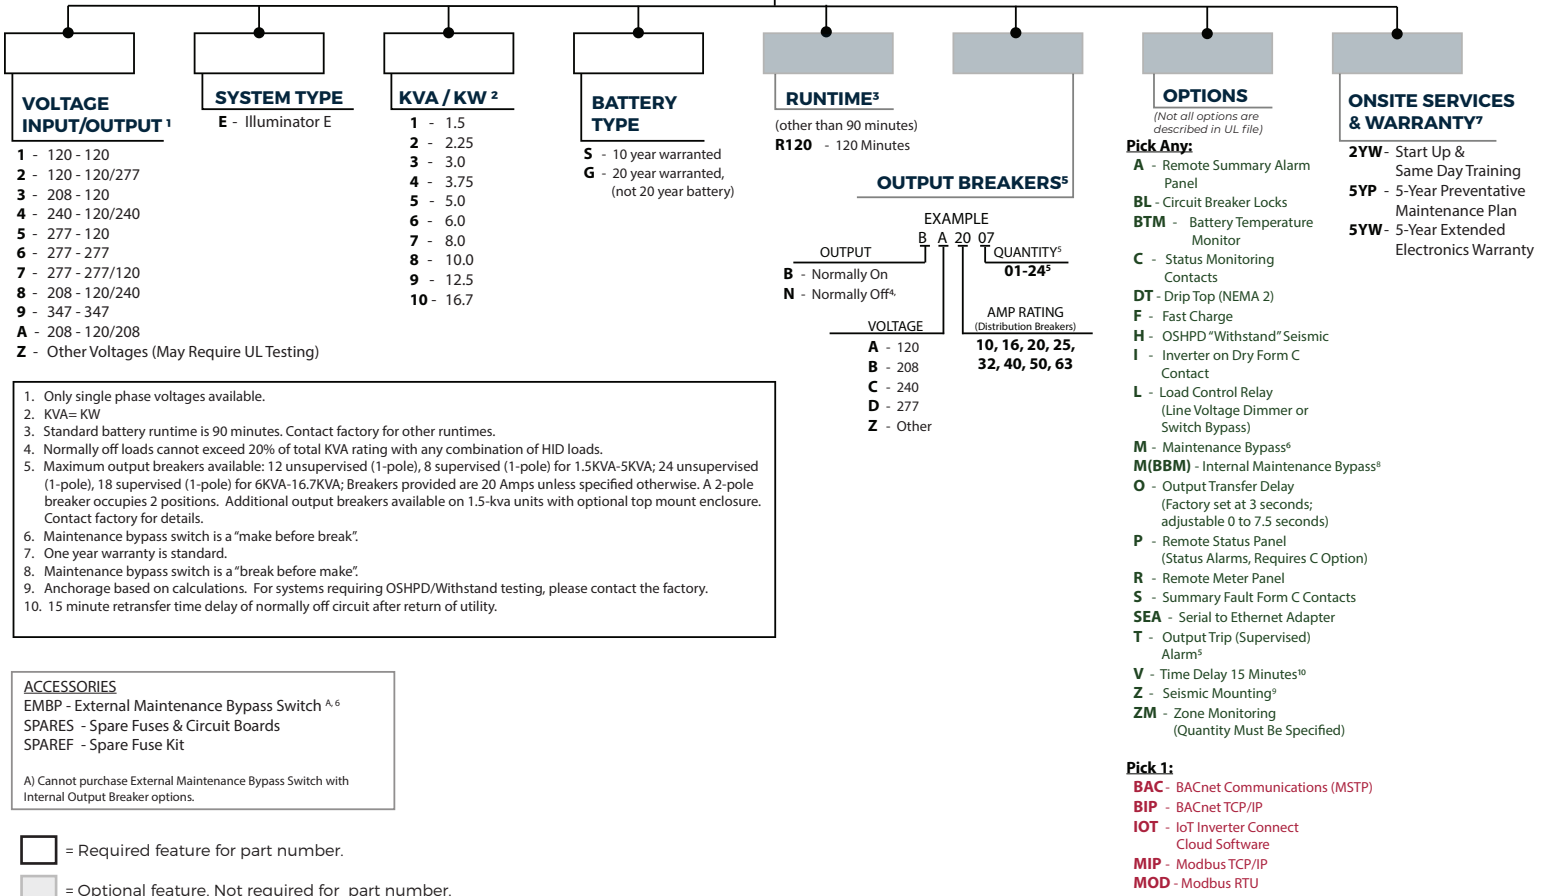 VOLTAGE
INPUT/OUTPUT ¹
1 - 120 - 120
2 - 120 - 120/277
3 - 208 - 120
4 - 240 - 120/240
5 - 277 - 120
6 - 277 - 277
7 - 277 - 277/120
8 - 208 - 120/240
9 - 347 - 347
A - 208 - 120/208
Z - Other Voltages (May Require UL Testing)
SYSTEM TYPE
E - Illuminator E
KVA / KW ²
1 - 1.5
2 - 2.25
3 - 3.0
4 - 3.75
5 - 5.0
6 - 6.0
7 - 8.0
8 - 10.0
9 - 12.5
10 - 16.7
BATTERY
TYPE
S - 10 year warranted
G - 20 year warranted,
(not 20 year battery)
RUNTIME³
(other than 90 minutes)
R120 - 120 Minutes
OUTPUT BREAKERS⁵
EXAMPLE
B A 20 07
OUTPUT
B - Normally On
N - Normally Off⁴·
QUANTITY⁵
01-24⁵
VOLTAGE
A - 120
B - 208
C - 240
D - 277
Z - Other
AMP RATING
(Distribution Breakers)
10, 16, 20, 25,
32, 40, 50, 63
OPTIONS
(Not all options are
described in UL file)
Pick Any:
A - Remote Summary Alarm
Panel
BL - Circuit Breaker Locks
BTM - Battery Temperature
Monitor
C - Status Monitoring
Contacts
DT - Drip Top (NEMA 2)
F - Fast Charge
H - OSHPD “Withstand” Seismic
I - Inverter on Dry Form C
Contact
L - Load Control Relay
(Line Voltage Dimmer or
Switch Bypass)
M - Maintenance Bypass⁶
M(BBM) - Internal Maintenance Bypass⁸
O - Output Transfer Delay
(Factory set at 3 seconds;
adjustable 0 to 7.5 seconds)
P - Remote Status Panel
(Status Alarms, Requires C Option)
R - Remote Meter Panel
S - Summary Fault Form C Contacts
SEA - Serial to Ethernet Adapter
T - Output Trip (Supervised)
Alarm⁵
V - Time Delay 15 Minutes¹⁰
Z - Seismic Mounting⁹
ZM - Zone Monitoring
(Quantity Must Be Specified)
Pick 1:
BAC - BACnet Communications (MSTP)
BIP - BACnet TCP/IP
IOT - IoT Inverter Connect
Cloud Software
MIP - Modbus TCP/IP
MOD - Modbus RTU
ONSITE SERVICES
& WARRANTY⁷
2YW - Start Up &
Same Day Training
5YP - 5-Year Preventative
Maintenance Plan
5YW - 5-Year Extended
Electronics Warranty
1. Only single phase voltages available.
2. KVA= KW
3. Standard battery runtime is 90 minutes. Contact factory for other runtimes.
4. Normally off loads cannot exceed 20% of total KVA rating with any combination of HID loads.
5. Maximum output breakers available: 12 unsupervised (1-pole), 8 supervised (1-pole) for 1.5KVA-5KVA; 24 unsupervised
(1-pole), 18 supervised (1-pole) for 6KVA-16.7KVA; Breakers provided are 20 Amps unless specified otherwise. A 2-pole
breaker occupies 2 positions. Additional output breakers available on 1.5-kva units with optional top mount enclosure.
Contact factory for details.
6. Maintenance bypass switch is a “make before break”.
7. One year warranty is standard.
8. Maintenance bypass switch is a “break before make”.
9. Anchorage based on calculations. For systems requiring OSHPD/Withstand testing, please contact the factory.
10. 15 minute retransfer time delay of normally off circuit after return of utility.
ACCESSORIES
EMBP - External Maintenance Bypass Switch ᴬ, ⁶
SPARES - Spare Fuses & Circuit Boards
SPAREF - Spare Fuse Kit
A) Cannot purchase External Maintenance Bypass Switch with
Internal Output Breaker options.
= Required feature for part number.
= Optional feature. Not required for part number.